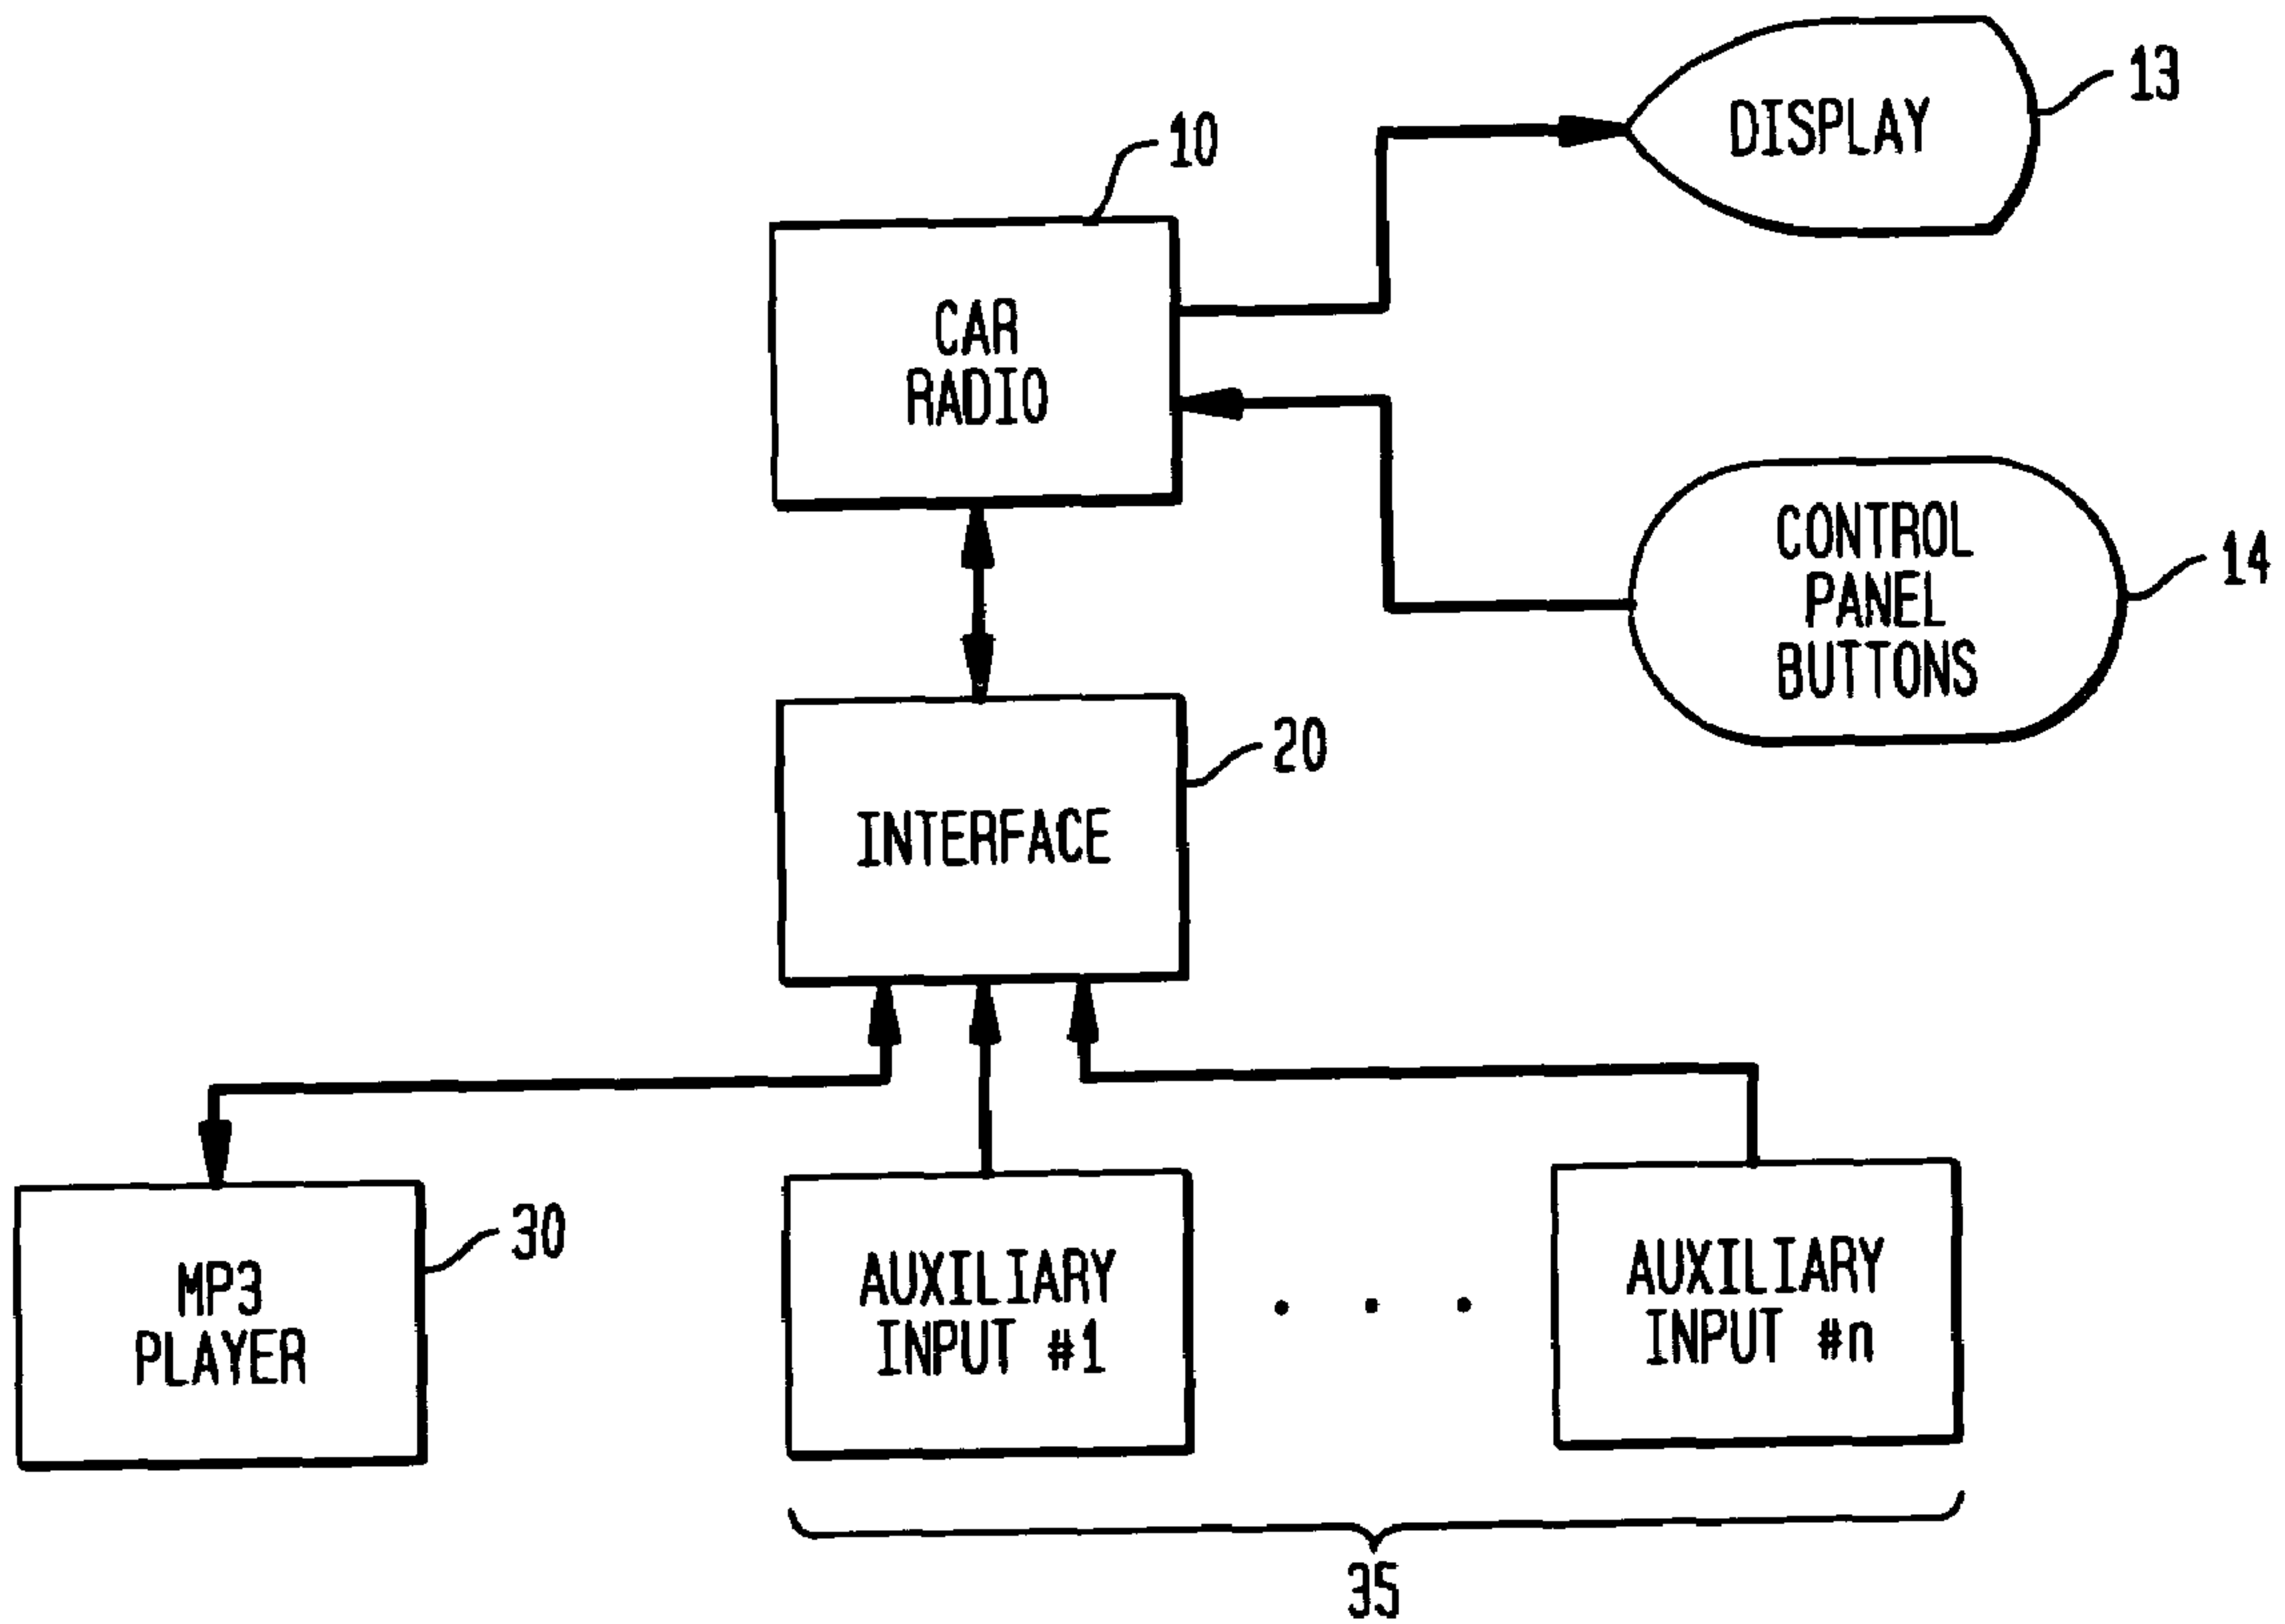 13
DISPLAY
10
CAR
RADIO
CONTROL
PANEL
BUTTONS
14
20
INTERFACE
30
MP3
PLAYER
AUXILIARY
INPUT #1
. . .
AUXILIARY
INPUT #n
35